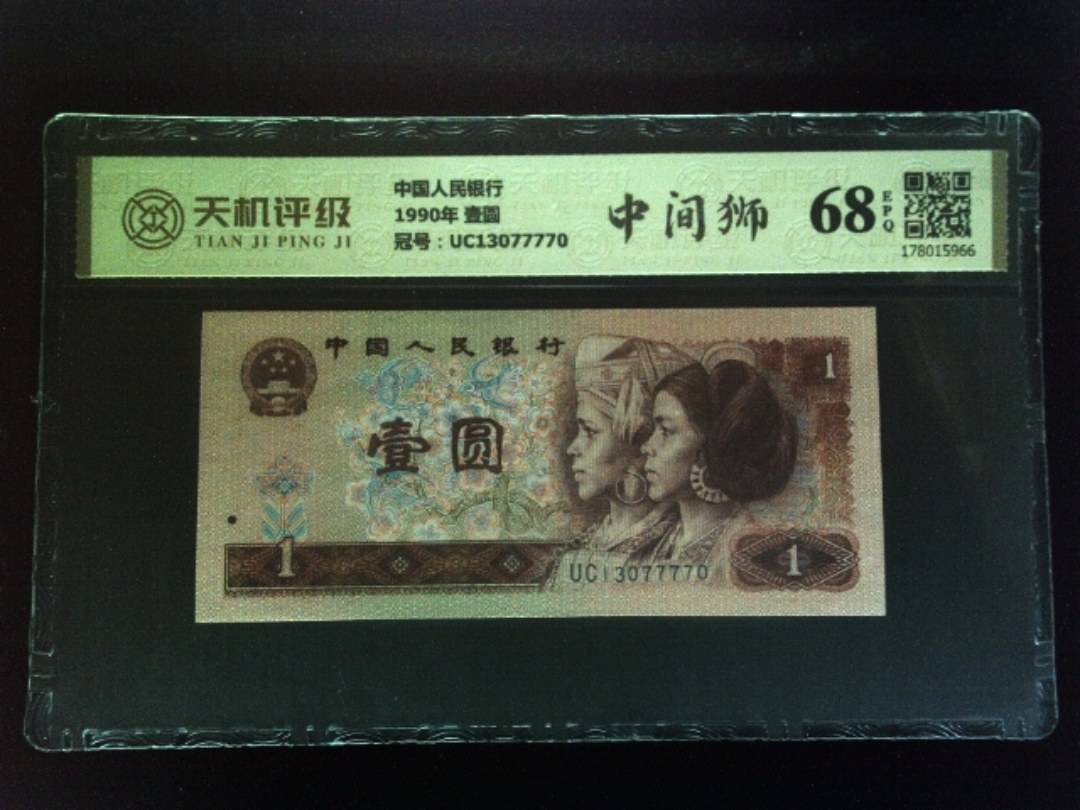 天机评级
TIAN JI PING JI
中国人民银行
1990年 壹圆
冠号：UC13077770
中间狮
68
EPQ
178015966
中国人民银行
壹圆
1
1
1
UC13077770